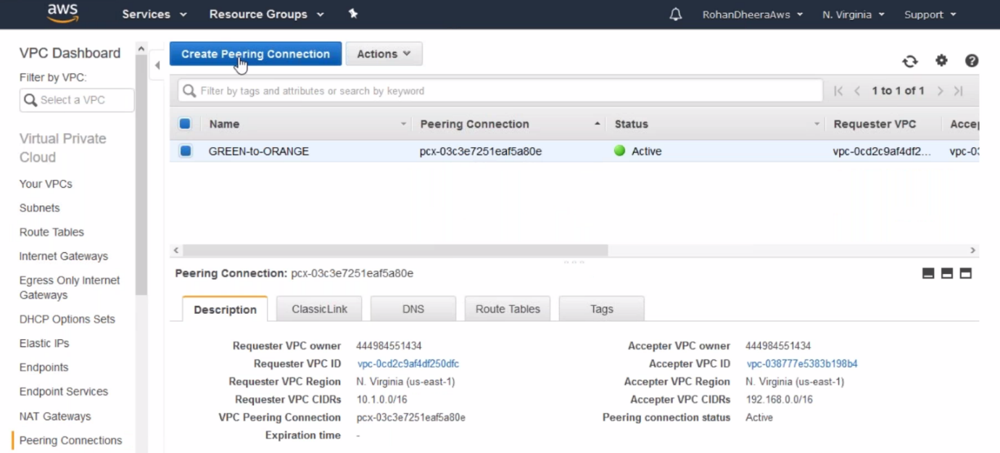 aws Services Resource Groups RohanDheeraAws N. Virginia Support
VPC Dashboard
Filter by VPC:
Select a VPC
Virtual Private
Cloud
Your VPCs
Subnets
Route Tables
Internet Gateways
Egress Only Internet
Gateways
DHCP Options Sets
Elastic IPs
Endpoints
Endpoint Services
NAT Gateways
Peering Connections
Create Peering Connection Actions
Filter by tags and attributes or search by keyword
1 to 1 of 1
Name Peering Connection Status Requester VPC Accep
GREEN-to-ORANGE pcx-03c3e7251eaf5a80e Active vpc-0cd2c9af4df2... vpc-03
Peering Connection: pcx-03c3e7251eaf5a80e
Description ClassicLink DNS Route Tables Tags
Requester VPC owner 444984551434 Accepter VPC owner 444984551434
Requester VPC ID vpc-0cd2c9af4df250dfc Accepter VPC ID vpc-038777e5383b198b4
Requester VPC Region N. Virginia (us-east-1) Accepter VPC Region N. Virginia (us-east-1)
Requester VPC CIDRs 10.1.0.0/16 Accepter VPC CIDRs 192.168.0.0/16
VPC Peering Connection pcx-03c3e7251eaf5a80e Peering connection status Active
Expiration time -